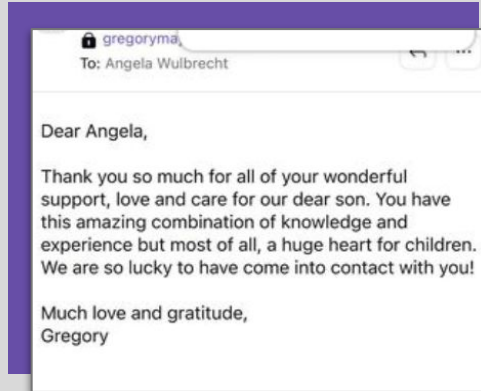 gregoryma
To: Angela Wulbrecht
Dear Angela,
Thank you so much for all of your wonderful
support, love and care for our dear son. You have
this amazing combination of knowledge and
experience but most of all, a huge heart for children.
We are so lucky to have come into contact with you!
Much love and gratitude,
Gregory